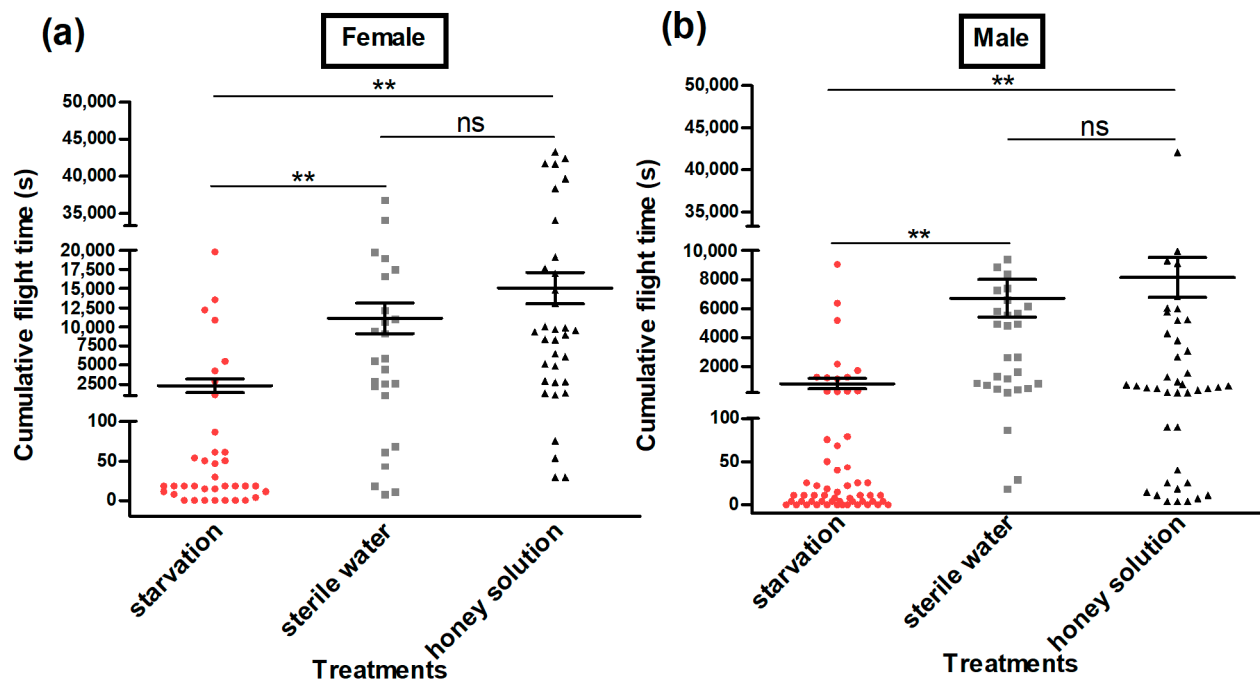 (a)
Female
**
ns
**
Cumulative flight time (s)
50,000
45,000
40,000
35,000
20,000
17,500
15,000
12,500
10,000
7500
5000
2500
100
50
0
starvation
sterile water
honey solution
Treatments
(b)
Male
**
ns
**
Cumulative flight time (s)
50,000
45,000
40,000
35,000
10,000
8000
6000
4000
2000
100
50
0
starvation
sterile water
honey solution
Treatments